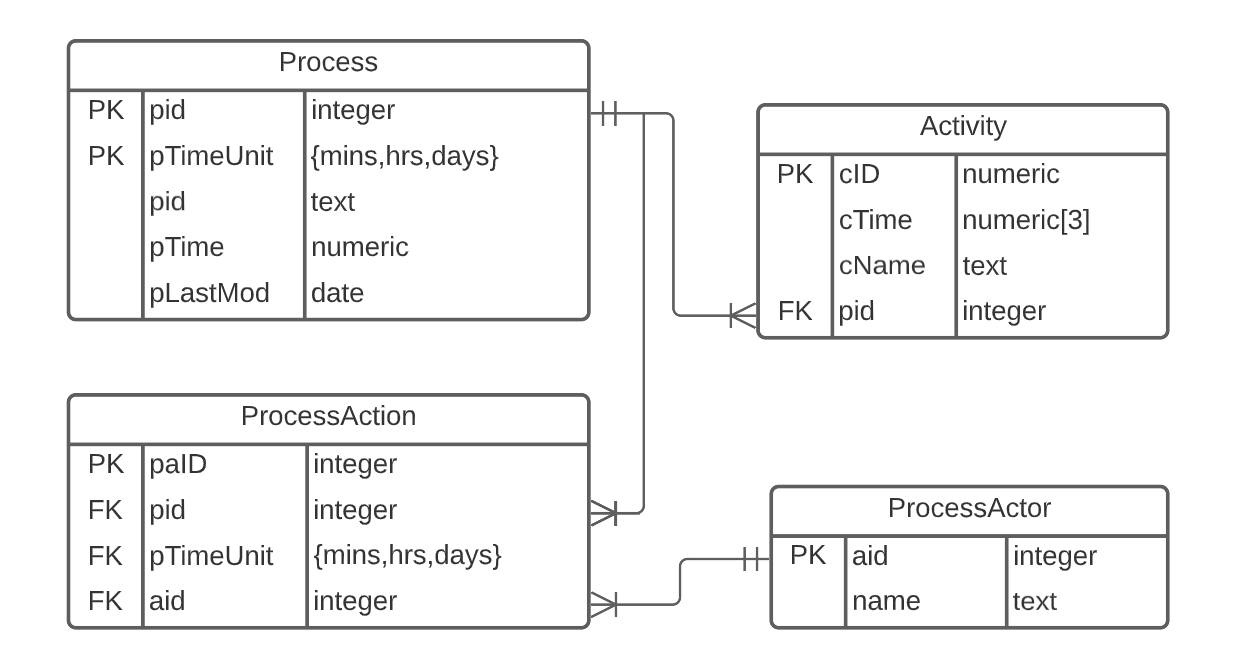 Process
PK pid integer
PK pTimeUnit {mins,hrs,days}
pid text
pTime numeric
pLastMod date
Activity
PK cID numeric
cTime numeric[3]
cName text
FK pid integer
ProcessAction
PK paID integer
FK pid integer
FK pTimeUnit {mins,hrs,days}
FK aid integer
ProcessActor
PK aid integer
name text